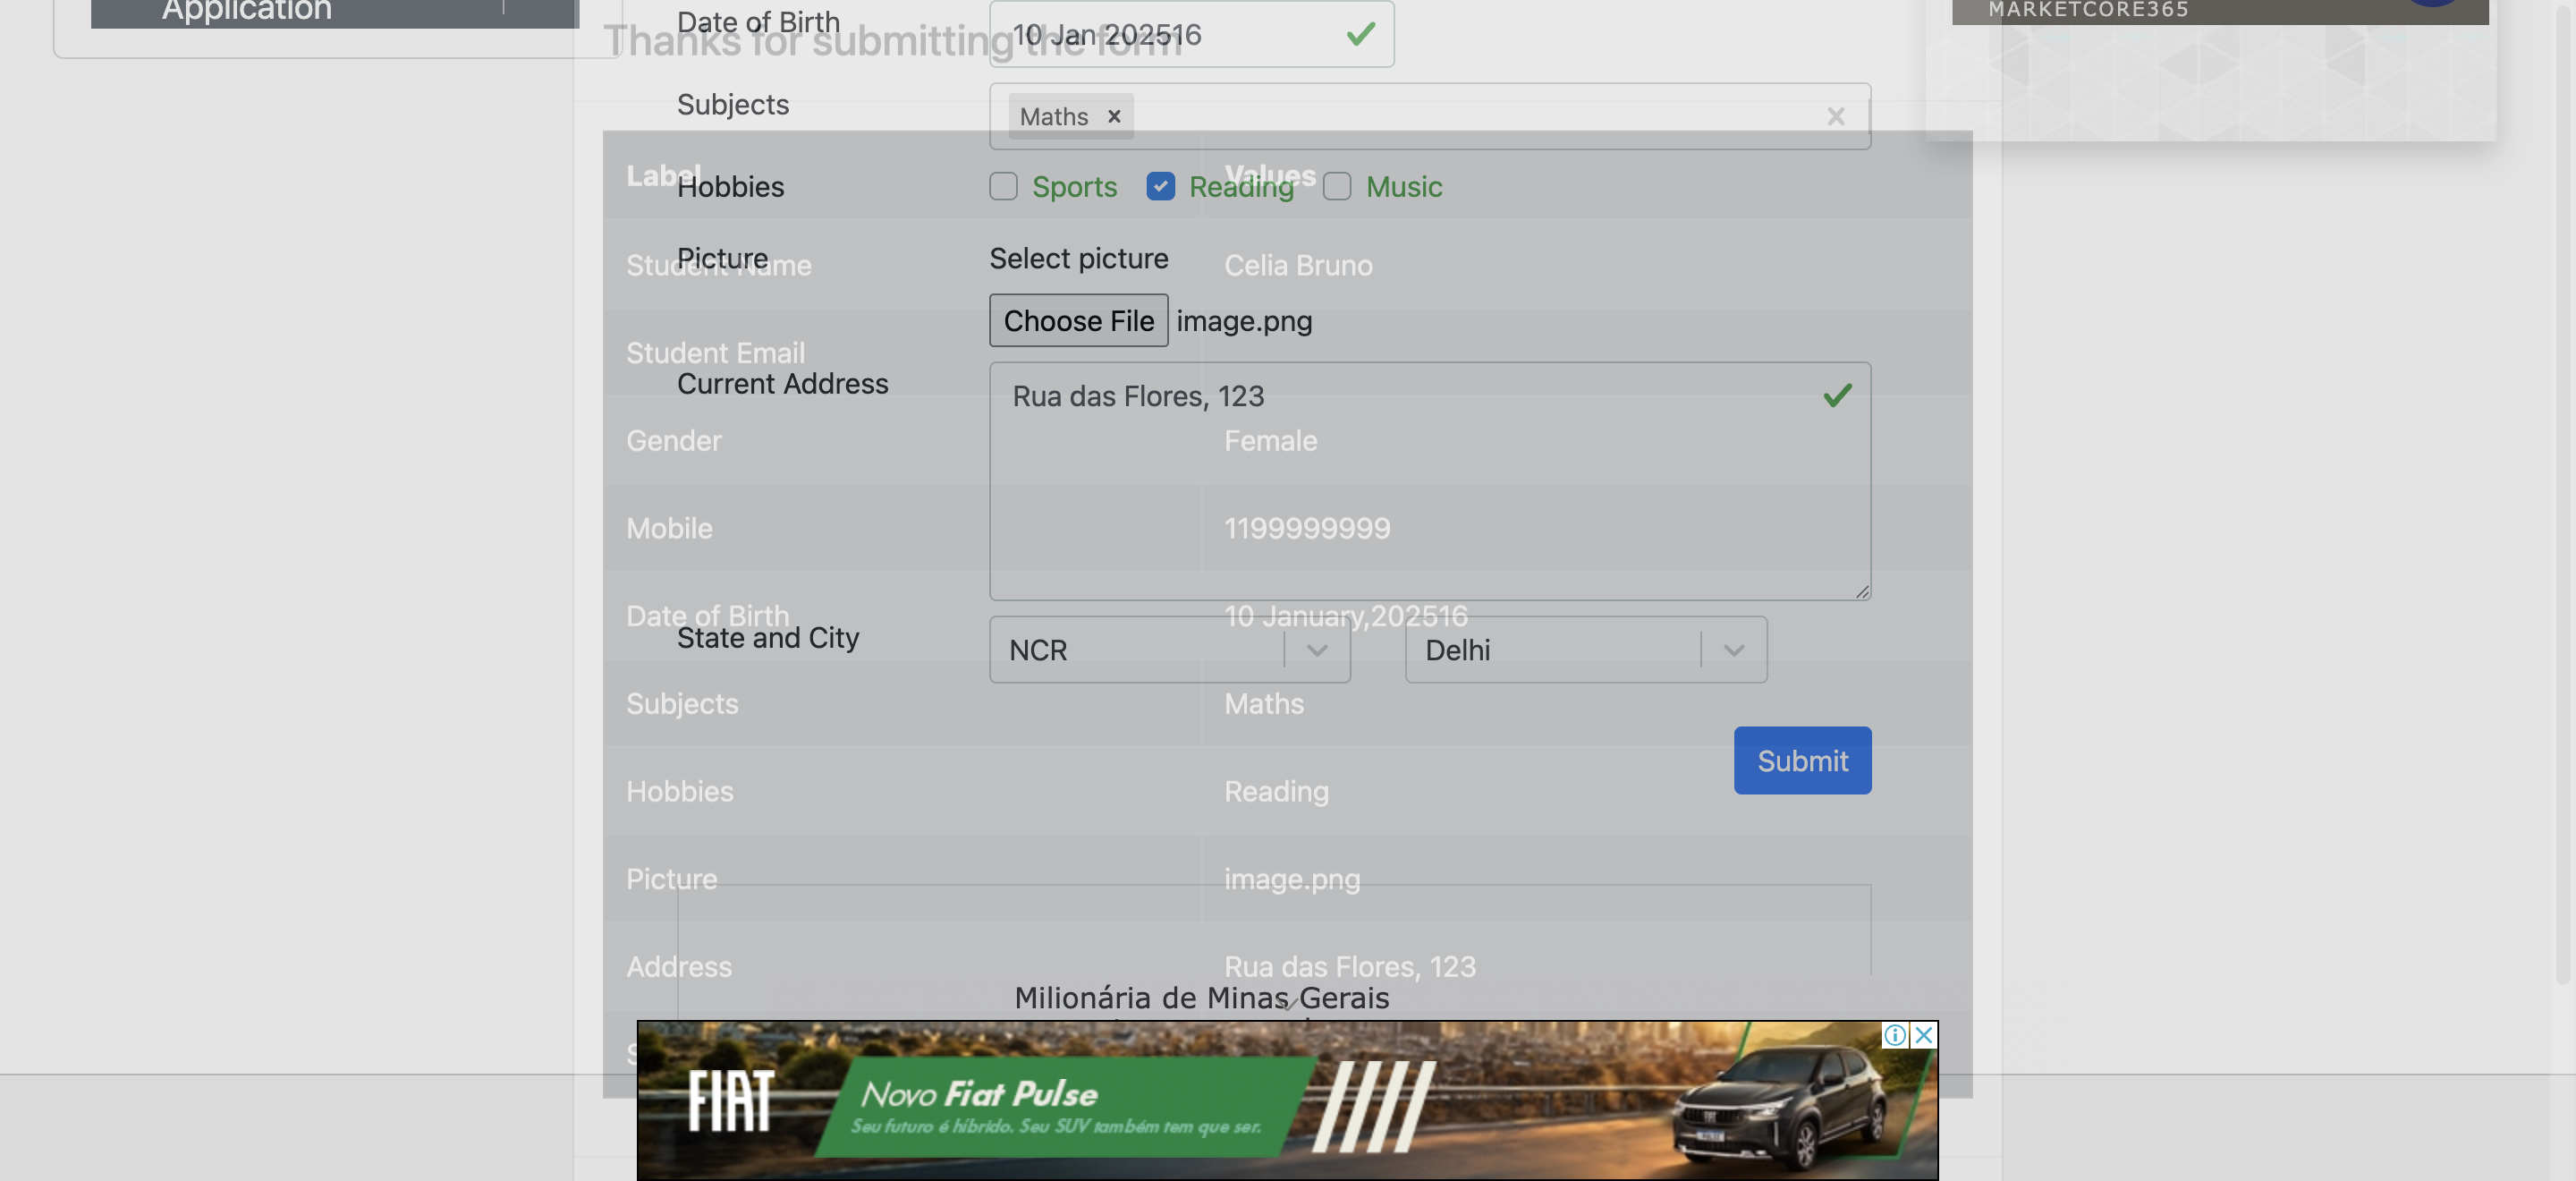 Application
MARKETCORE365
Thanks for submitting the form
Date of Birth
10 Jan 202516
Subjects
Maths
Label
Values
Hobbies
Sports
Reading
Music
Student Name
Celia Bruno
Picture
Select picture
Choose File
image.png
Student Email
Current Address
Rua das Flores, 123
Gender
Female
Mobile
1199999999
Date of Birth
10 January,202516
State and City
NCR
Delhi
Subjects
Maths
Submit
Hobbies
Reading
Picture
image.png
Address
Rua das Flores, 123
Milionária de Minas Gerais
FIAT
Novo Fiat Pulse
Seu futuro é híbrido. Seu SUV também tem que ser.